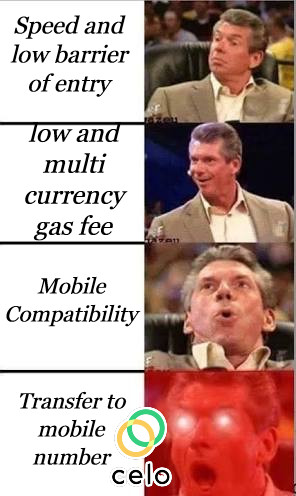 Speed and
low barrier
of entry
low and
multi
currency
gas fee
Mobile
Compatibility
Transfer to
mobile
number
celo